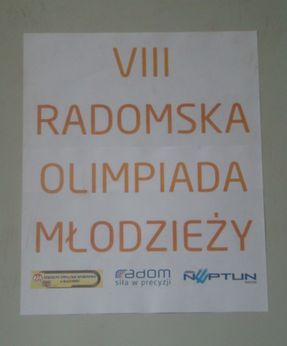 VIII
RADOMSKA
OLIMPIADA
MŁODZIEŻY
radom
siła w precyzji
NEPTUN